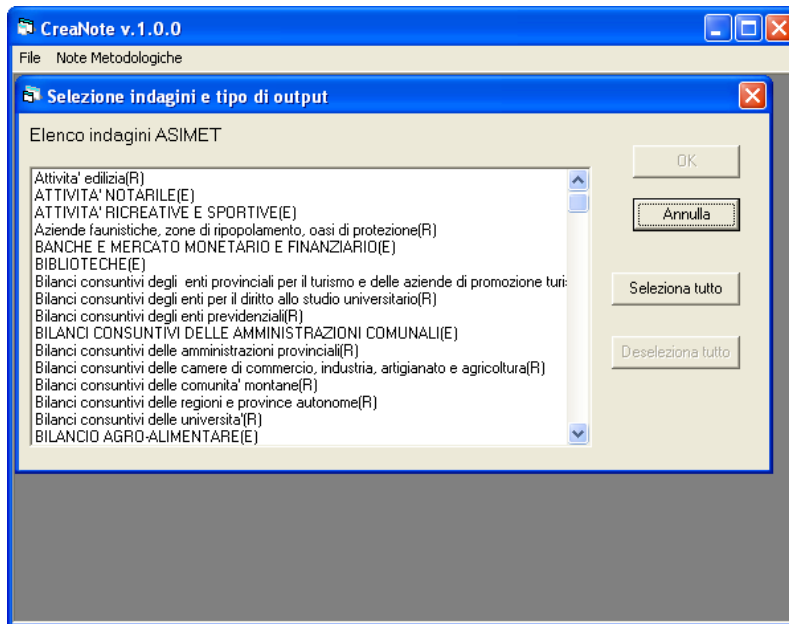 CreaNote v.1.0.0
File Note Metodologiche
Selezione indagini e tipo di output
Elenco indagini ASIMET
OK
Annulla
Seleziona tutto
Deseleziona tutto
Attivita' edilizia(R)
ATTIVITA' NOTARILE(E)
ATTIVITA' RICREATIVE E SPORTIVE(E)
Aziende faunistiche, zone di ripopolamento, oasi di protezione(R)
BANCHE E MERCATO MONETARIO E FINANZIARIO(E)
BIBLIOTECHE(E)
Bilanci consuntivi degli  enti provinciali per il turismo e delle aziende di promozione turi
Bilanci consuntivi degli enti per il diritto allo studio universitario(R)
Bilanci consuntivi degli enti previdenziali(R)
BILANCI CONSUNTIVI DELLE AMMINISTRAZIONI COMUNALI(E)
Bilanci consuntivi delle amministrazioni provinciali(R)
Bilanci consuntivi delle camere di commercio, industria, artigianato e agricoltura(R)
Bilanci consuntivi delle comunita' montane(R)
Bilanci consuntivi delle regioni e province autonome(R)
Bilanci consuntivi delle universita'(R)
BILANCIO AGRO-ALIMENTARE(E)